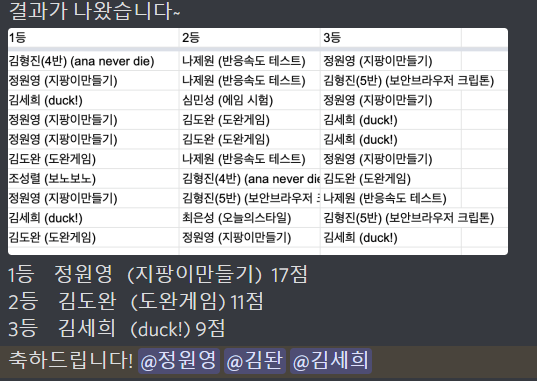 결과가 나왔습니다~
1등 2등 3등
김형진(4반) (ana never die) 나제원 (반응속도 테스트) 정원영 (지팡이만들기)
정원영 (지팡이만들기) 나제원 (반응속도 테스트) 김형진(5반) (보안브라우저 크립톤)
김세희 (duck!) 심민성 (에임 시험) 정원영 (지팡이만들기)
정원영 (지팡이만들기) 김도완 (도완게임) 김세희 (duck!)
정원영 (지팡이만들기) 김도완 (도완게임) 김세희 (duck!)
김도완 (도완게임) 나제원 (반응속도 테스트) 정원영 (지팡이만들기)
조성렬 (보노보노) 김형진(4반) (ana never die 김도완 (도완게임)
정원영 (지팡이만들기) 김형진(5반) (보안브라우저 나제원 (반응속도 테스트)
김세희 (duck!) 최은성 (오늘의스타일) 김형진(5반) (보안브라우저 크립톤)
김도완 (도완게임) 정원영 (지팡이만들기) 김세희 (duck!)
1등 정원영 (지팡이만들기) 17점
2등 김도완 (도완게임) 11점
3등 김세희 (duck!) 9점
축하드립니다! @정원영 @김돤 @김세희